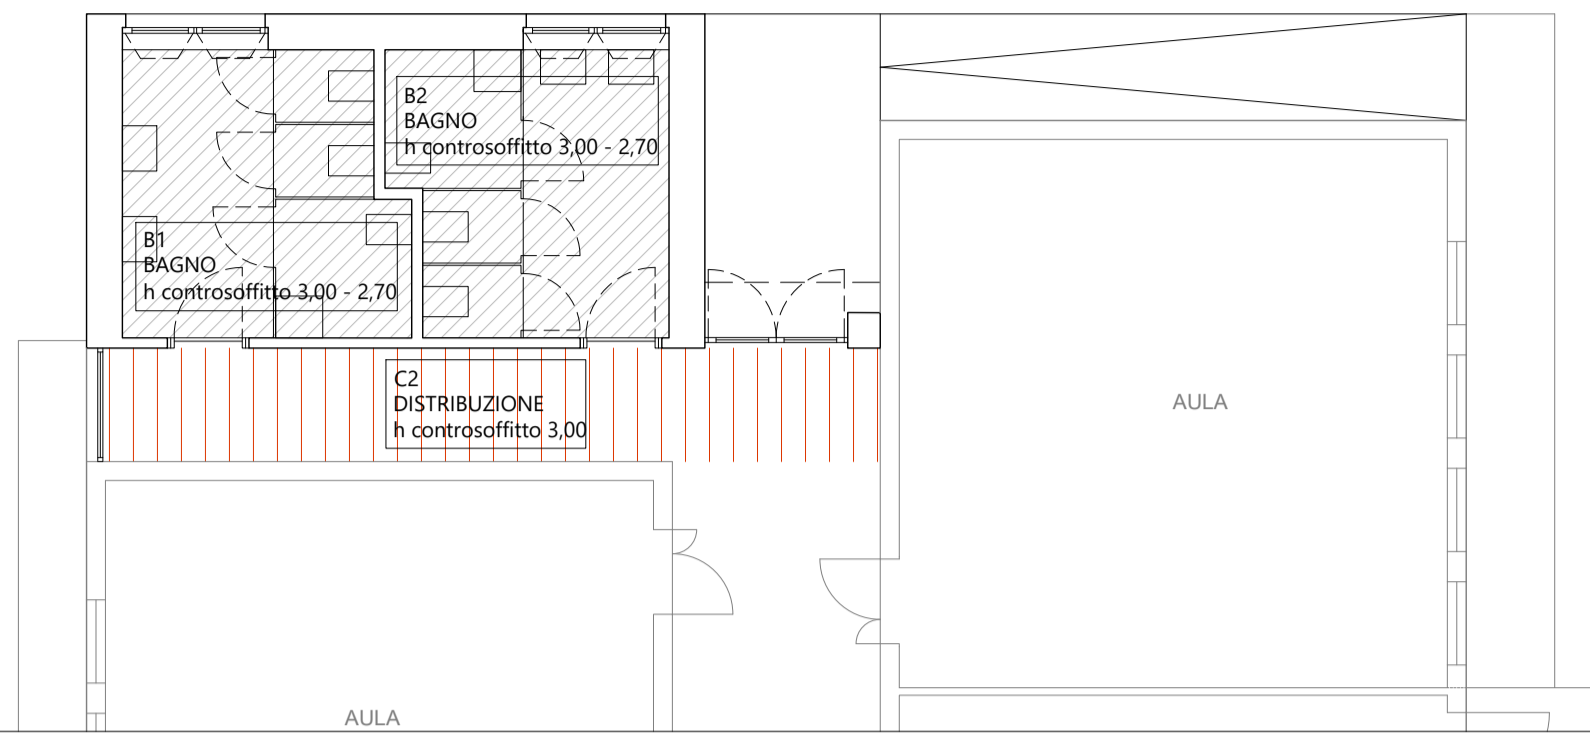 B2
BAGNO
h controsoffitto 3,00 - 2,70
B1
BAGNO
h controsoffitto 3,00 - 2,70
C2
DISTRIBUZIONE
h controsoffitto 3,00
AULA
AULA